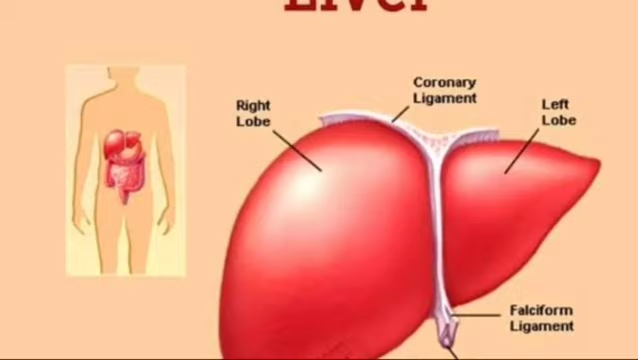 Liver
Coronary
Ligament
Right
Lobe
Left
Lobe
Falciform
Ligament